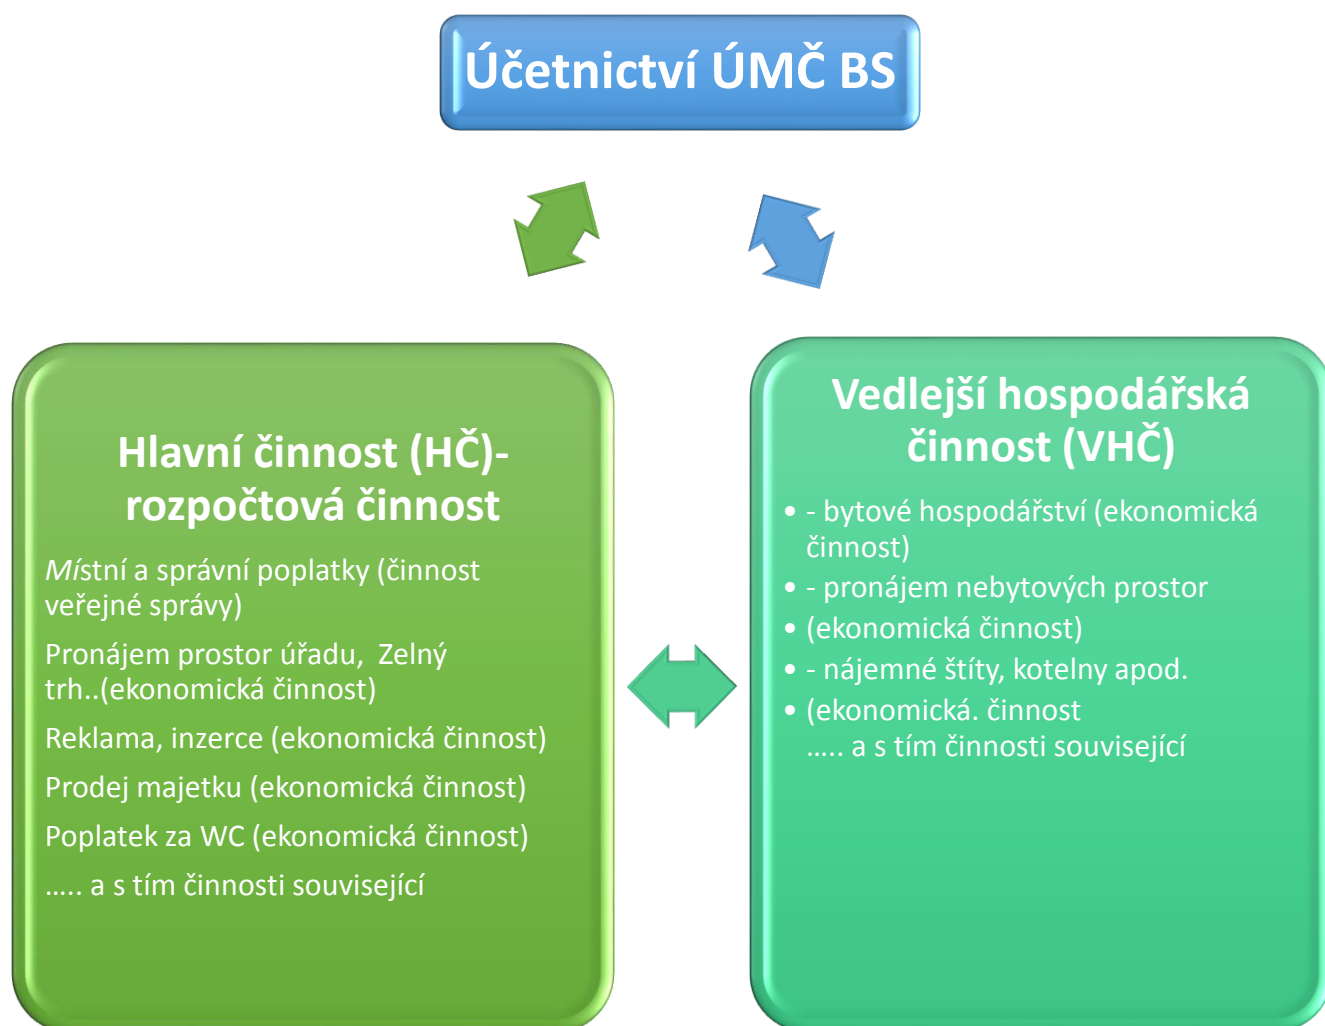 Účetnictví ÚMČ BS
Hlavní činnost (HČ)-
rozpočtová činnost
Místní a správní poplatky (činnost
veřejné správy)
Pronájem prostor úřadu, Zelný
trh..(ekonomická činnost)
Reklama, inzerce (ekonomická činnost)
Prodej majetku (ekonomická činnost)
Poplatek za WC (ekonomická činnost)
..... a s tím činnosti související
Vedlejší hospodářská
činnost (VHČ)
• - bytové hospodářství (ekonomická
činnost)
• - pronájem nebytových prostor
• (ekonomická činnost)
• - nájemné štíty, kotelny apod.
• (ekonomická. činnost
..... a s tím činnosti související